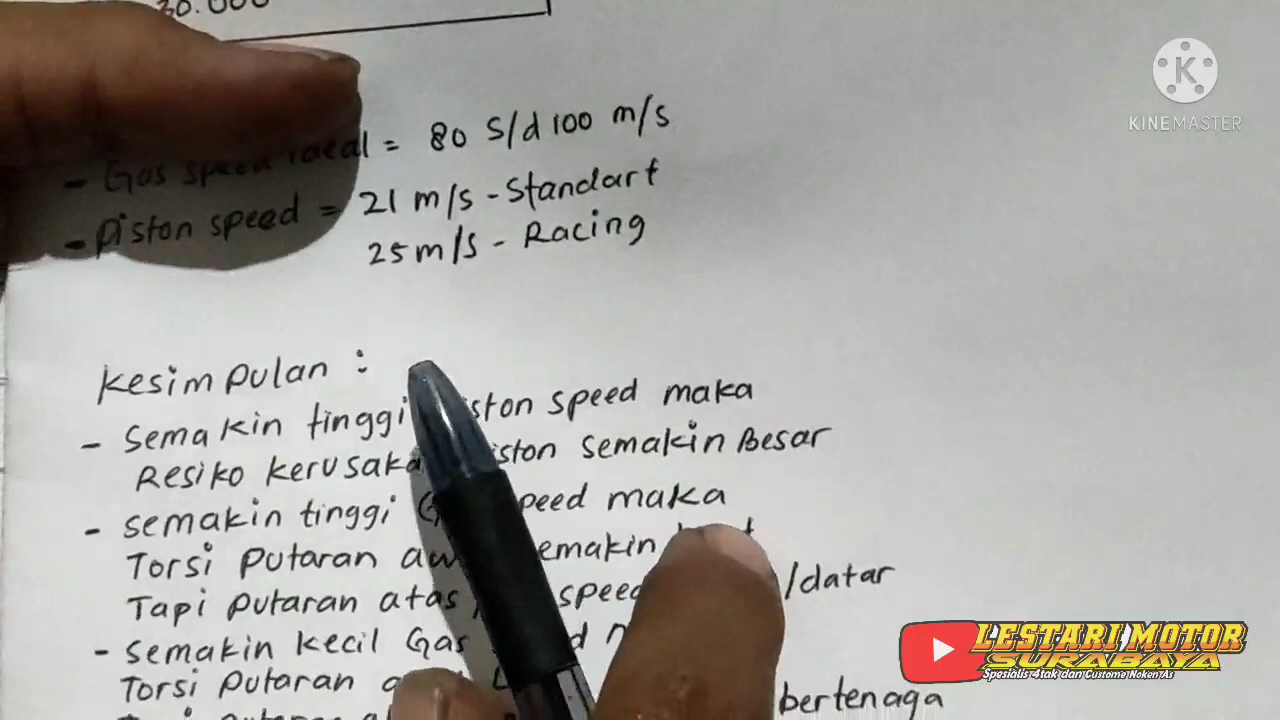 30.000
- Gas speed ideal = 80 S/d 100 m/s
- Piston speed = 21 m/s - Standart
25 m/s - Racing
Kesimpulan :
- Semakin tinggi piston speed maka
Resiko kerusakan piston semakin Besar
- semakin tinggi Gas speed maka
Torsi putaran semakin
Tapi putaran atas speed /datar
- semakin kecil Gas
Torsi putaran bertenaga
KINEMASTER
LESTARI MOTOR
SURABAYA
Spesialis 4tak dan Custome Noken As